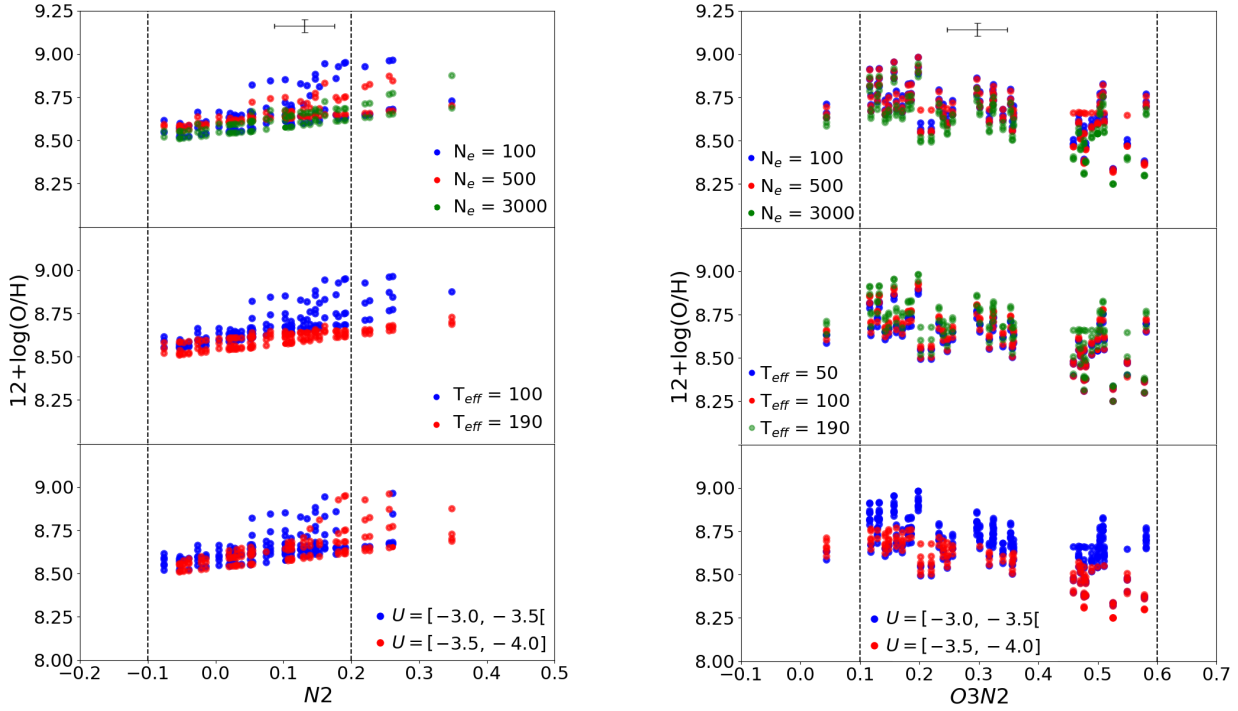 9.25
9.00
8.75
8.50
8.25
N_e = 100
N_e = 500
N_e = 3000
9.00
8.75
8.50
8.25
T_eff = 100
T_eff = 190
9.00
8.75
8.50
8.25
8.00
U = [−3.0, −3.5[
U = [−3.5, −4.0]
−0.2 −0.1 0.0 0.1 0.2 0.3 0.4 0.5
N2
12+log(O/H)
9.25
9.00
8.75
8.50
8.25
N_e = 100
N_e = 500
N_e = 3000
9.00
8.75
8.50
8.25
T_eff = 50
T_eff = 100
T_eff = 190
9.00
8.75
8.50
8.25
8.00
U = [−3.0, −3.5[
U = [−3.5, −4.0]
−0.1 0.0 0.1 0.2 0.3 0.4 0.5 0.6 0.7
O3N2
12+log(O/H)